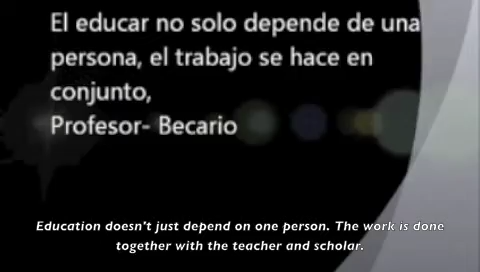 El educar no solo depende de una
persona, el trabajo se hace en
conjunto,
Profesor- Becario
Education doesn't just depend on one person. The work is done
together with the teacher and scholar.